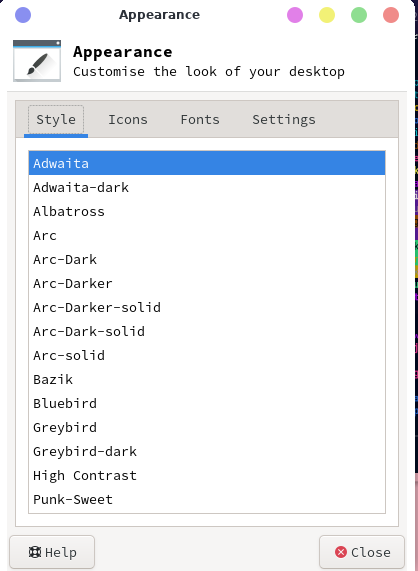 Appearance
Appearance
Customise the look of your desktop
Style Icons Fonts Settings
Adwaita
Adwaita-dark
Albatross
Arc
Arc-Dark
Arc-Darker
Arc-Darker-solid
Arc-Dark-solid
Arc-solid
Bazik
Bluebird
Greybird
Greybird-dark
High Contrast
Punk-Sweet
Help Close